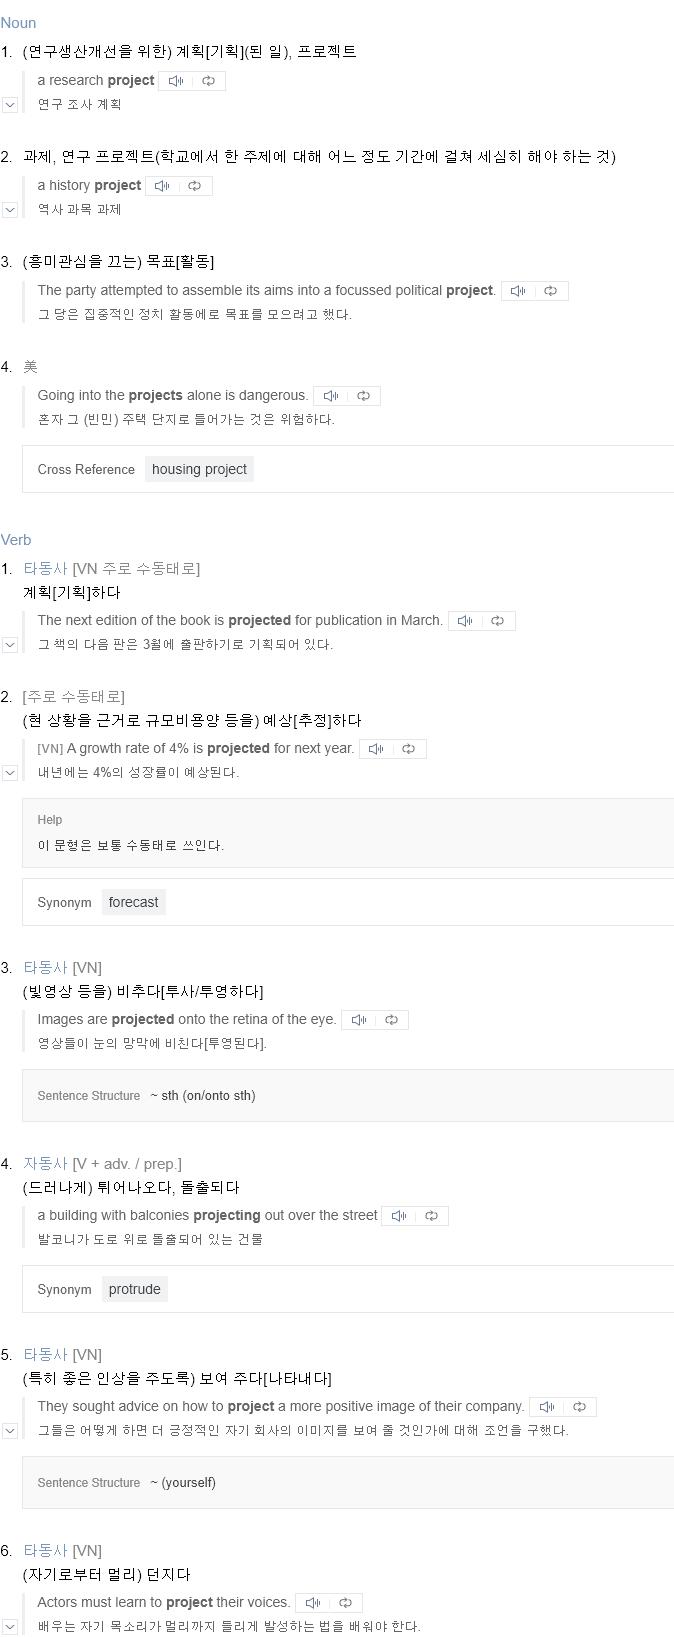 Noun
1. (연구생산개선을 위한) 계획[기획](된 일), 프로젝트
a research project
연구 조사 계획
2. 과제, 연구 프로젝트(학교에서 한 주제에 대해 어느 정도 기간에 걸쳐 세심히 해야 하는 것)
a history project
역사 과목 과제
3. (흥미관심을 끄는) 목표[활동]
The party attempted to assemble its aims into a focussed political project.
그 당은 집중적인 정치 활동에로 목표를 모으려고 했다.
4. 美
Going into the projects alone is dangerous.
혼자 그 (빈민) 주택 단지로 들어가는 것은 위험하다.
Cross Reference housing project
Verb
1. 타동사 [VN 주로 수동태로]
계획[기획]하다
The next edition of the book is projected for publication in March.
그 책의 다음 판은 3월에 출판하기로 기획되어 있다.
2. [주로 수동태로]
(현 상황을 근거로 규모비용양 등을) 예상[추정]하다
[VN] A growth rate of 4% is projected for next year.
내년에는 4%의 성장률이 예상된다.
Help
이 문형은 보통 수동태로 쓰인다.
Synonym forecast
3. 타동사 [VN]
(빛영상 등을) 비추다[투사/투영하다]
Images are projected onto the retina of the eye.
영상들이 눈의 망막에 비친다[투영된다].
Sentence Structure ~ sth (on/onto sth)
4. 자동사 [V + adv. / prep.]
(드러나게) 튀어나오다, 돌출되다
a building with balconies projecting out over the street
발코니가 도로 위로 돌출되어 있는 건물
Synonym protrude
5. 타동사 [VN]
(특히 좋은 인상을 주도록) 보여 주다[나타내다]
They sought advice on how to project a more positive image of their company.
그들은 어떻게 하면 더 긍정적인 자기 회사의 이미지를 보여 줄 것인가에 대해 조언을 구했다.
Sentence Structure ~ (yourself)
6. 타동사 [VN]
(자기로부터 멀리) 던지다
Actors must learn to project their voices.
배우는 자기 목소리가 멀리까지 들리게 발성하는 법을 배워야 한다.